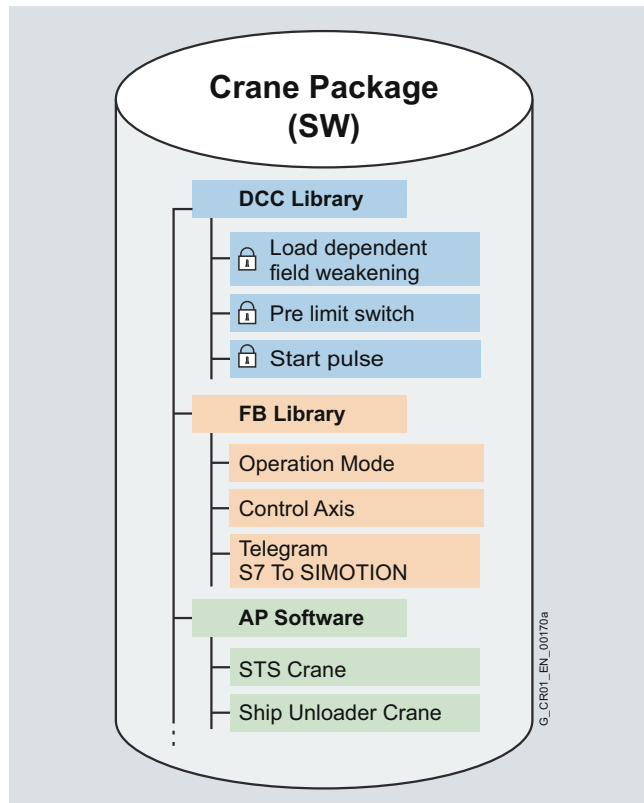 Crane Package
(SW)
DCC Library
Load dependent
field weakening
Pre limit switch
Start pulse
FB Library
Operation Mode
Control Axis
Telegram
S7 To SIMOTION
AP Software
STS Crane
Ship Unloader Crane
G_CR01_EN_00170a